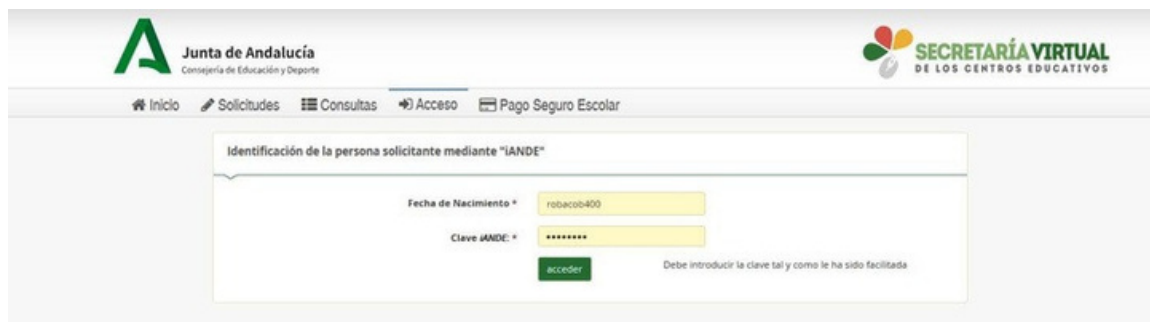 Junta de Andalucía
Consejería de Educación y Deporte
SECRETARÍA VIRTUAL
DE LOS CENTROS EDUCATIVOS
Inicio Solicitudes Consultas Acceso Pago Seguro Escolar
Identificación de la persona solicitante mediante "iANDE"
Fecha de Nacimiento * robacob400
Clave iANDE: * ••••••••
acceder Debe introducir la clave tal y como le ha sido facilitada